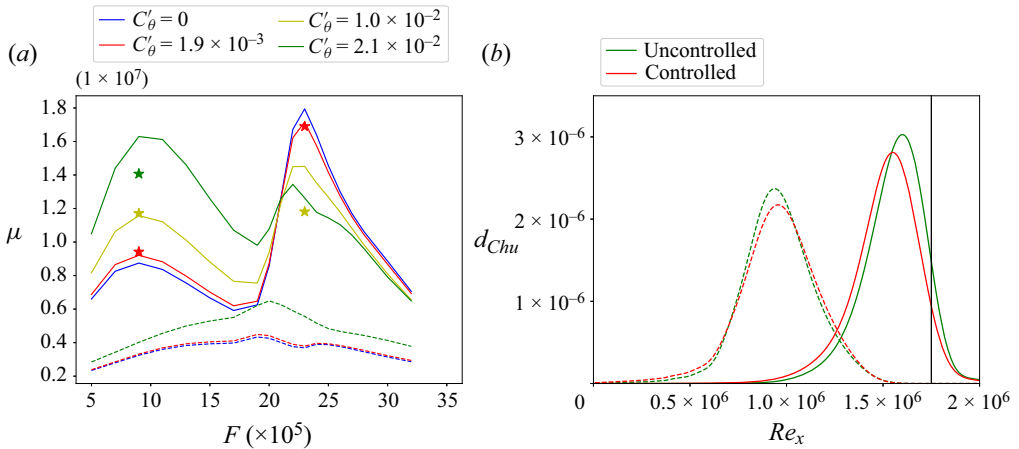 (a)
C′θ = 0
C′θ = 1.0 × 10⁻²
C′θ = 1.9 × 10⁻³
C′θ = 2.1 × 10⁻²
(1 × 10⁷)
1.8
1.6
1.4
1.2
1.0
0.8
0.6
0.4
0.2
μ
5
10
15
20
25
30
35
F (×10⁵)
(b)
Uncontrolled
Controlled
3 × 10⁻⁶
2 × 10⁻⁶
1 × 10⁻⁶
d_Chu
0
0.5 × 10⁶
1.0 × 10⁶
1.5 × 10⁶
2 × 10⁶
Re_x